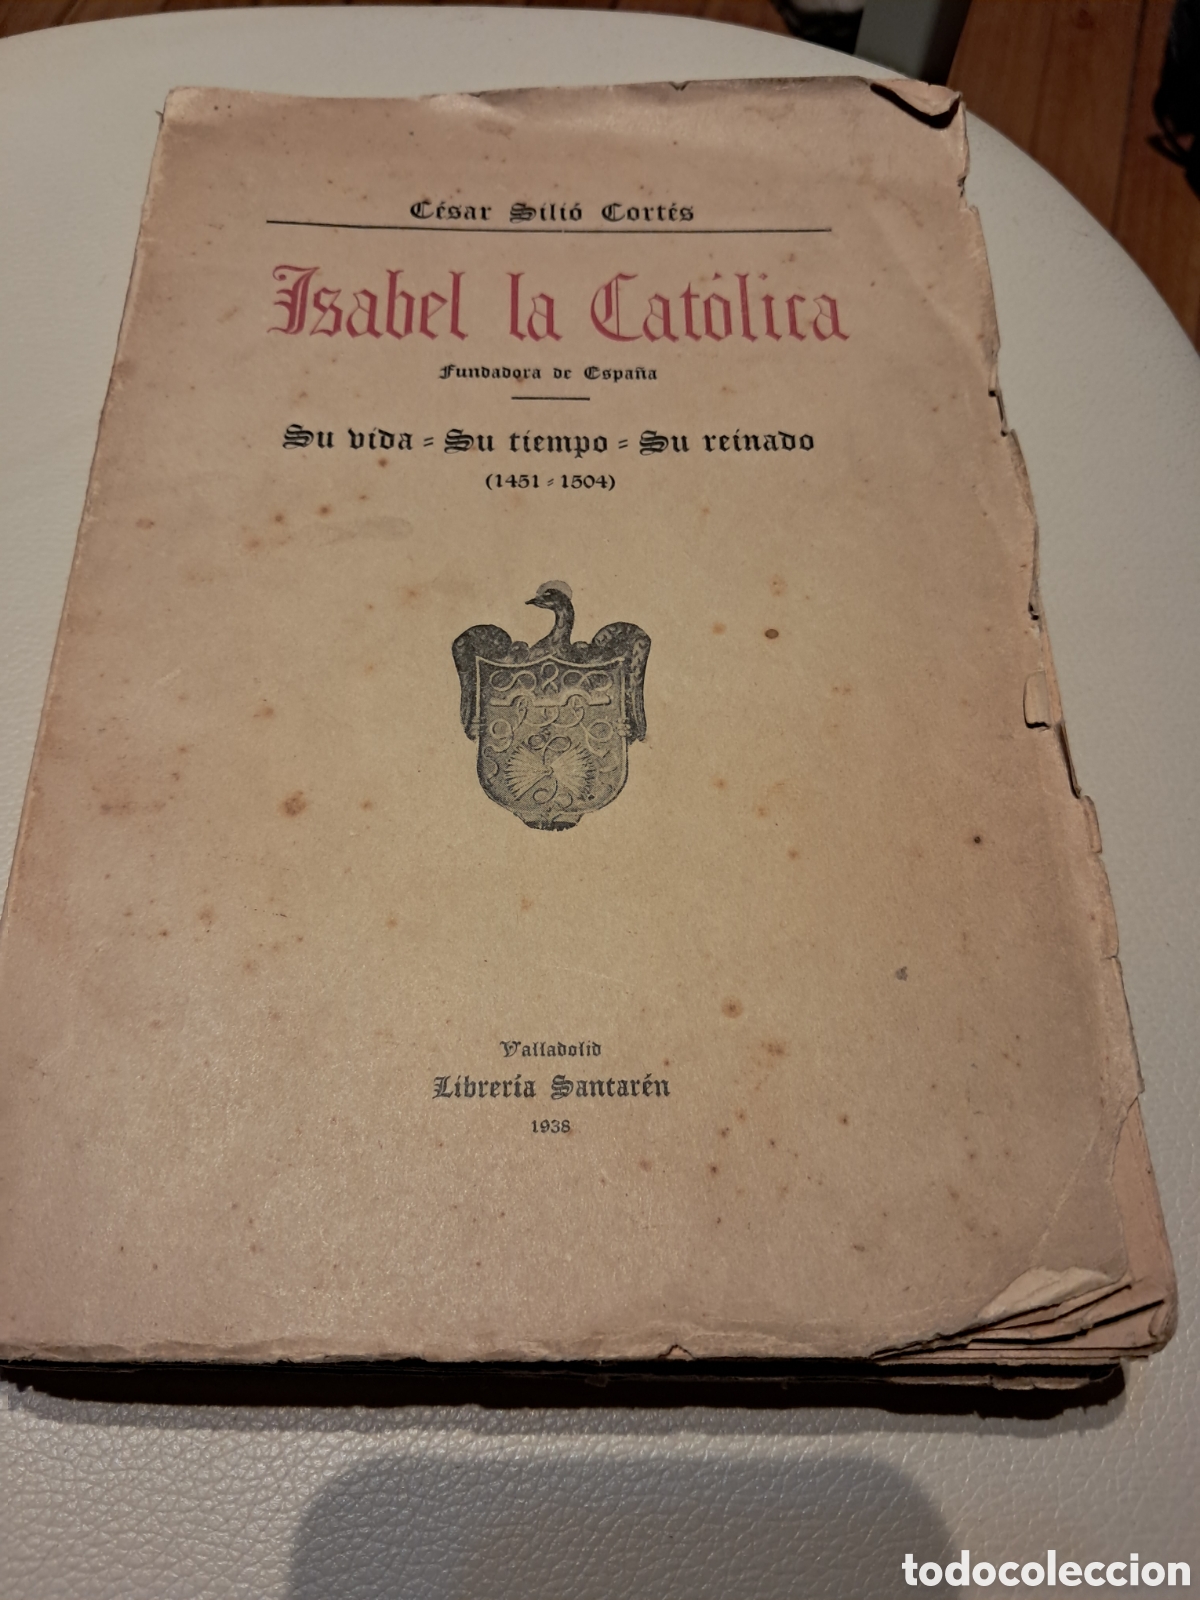 César Silió Cortés
Isabel la Católica
Fundadora de España
Su vida = Su tiempo = Su reinado
(1451 = 1504)
Valladolid
Librería Santarén
1938
todocoleccion